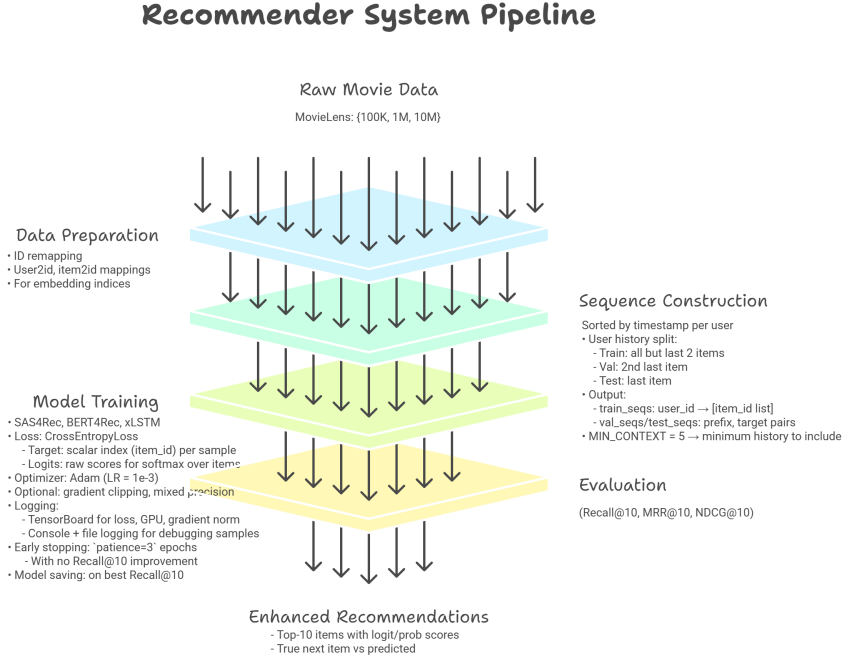 Recommender System Pipeline
Raw Movie Data
MovieLens: {100K, 1M, 10M}
Data Preparation
• ID remapping
• User2id, item2id mappings
• For embedding indices
Sequence Construction
Sorted by timestamp per user
• User history split:
- Train: all but last 2 items
- Val: 2nd last item
- Test: last item
• Output:
- train_seqs: user_id → [item_id list]
- val_seqs/test_seqs: prefix, target pairs
• MIN_CONTEXT = 5 → minimum history to include
Model Training
• SAS4Rec, BERT4Rec, xLSTM
• Loss: CrossEntropyLoss
- Target: scalar index (item_id) per sample
- Logits: raw scores for softmax over items
• Optimizer: Adam (LR = 1e-3)
• Optional: gradient clipping, mixed precision
• Logging:
- TensorBoard for loss, GPU, gradient norm
- Console + file logging for debugging samples
• Early stopping: `patience=3` epochs
- With no Recall@10 improvement
• Model saving: on best Recall@10
Evaluation
(Recall@10, MRR@10, NDCG@10)
Enhanced Recommendations
- Top-10 items with logit/prob scores
- True next item vs predicted